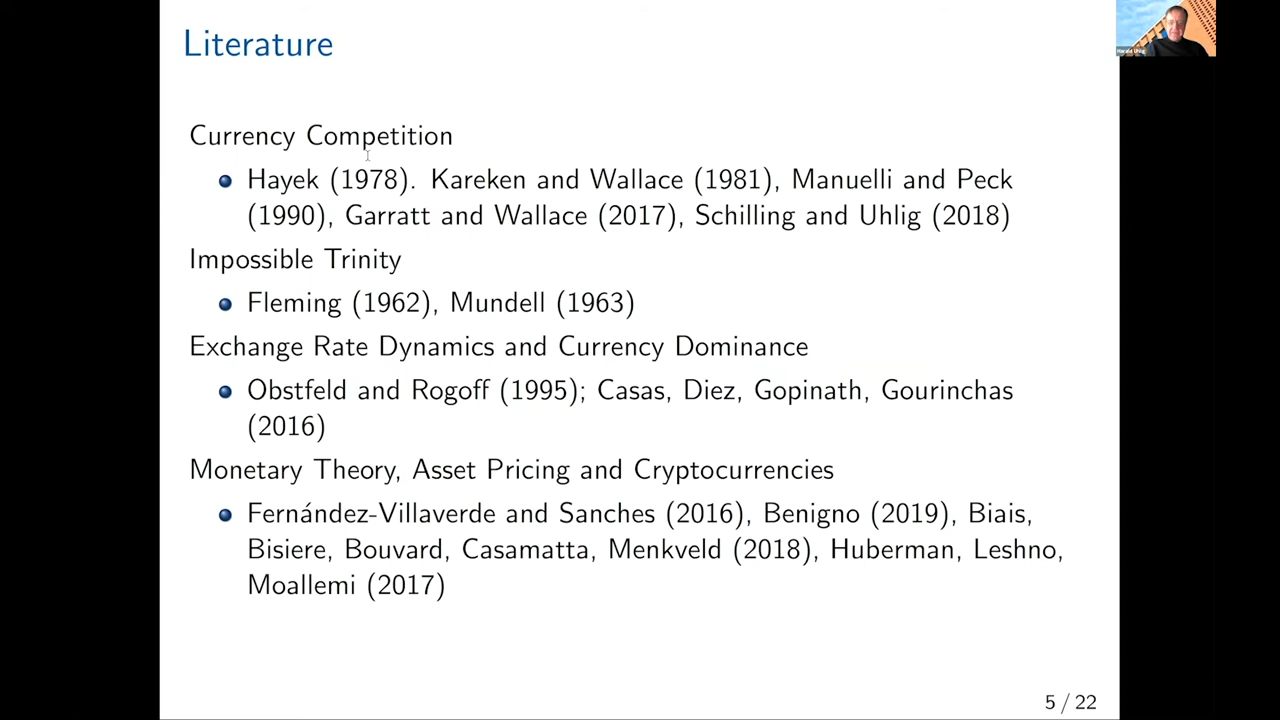 Literature
Harald Uhlig
Currency Competition
Hayek (1978). Kareken and Wallace (1981), Manuelli and Peck
(1990), Garratt and Wallace (2017), Schilling and Uhlig (2018)
Impossible Trinity
Fleming (1962), Mundell (1963)
Exchange Rate Dynamics and Currency Dominance
Obstfeld and Rogoff (1995); Casas, Diez, Gopinath, Gourinchas
(2016)
Monetary Theory, Asset Pricing and Cryptocurrencies
Fernández-Villaverde and Sanches (2016), Benigno (2019), Biais,
Bisiere, Bouvard, Casamatta, Menkveld (2018), Huberman, Leshno,
Moallemi (2017)
5 / 22